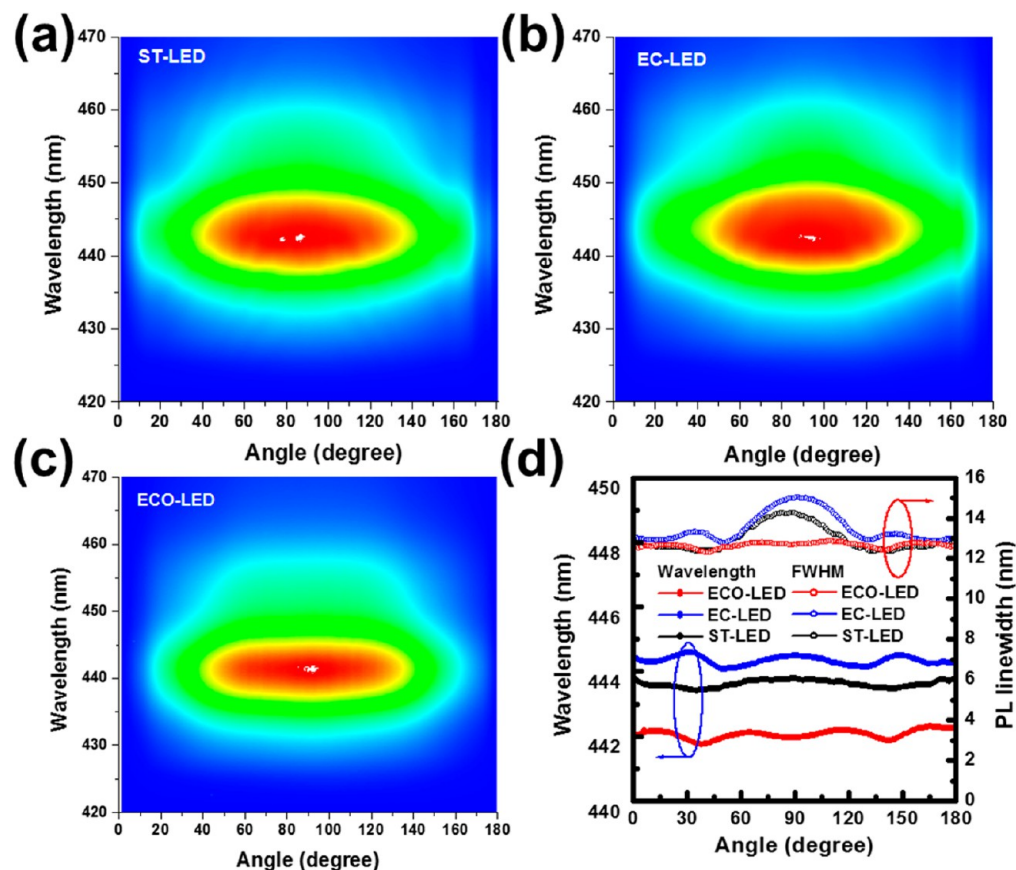 (a)
470
460
450
440
430
420
Wavelength (nm)
ST-LED
0 20 40 60 80 100 120 140 160 180
Angle (degree)
(b)
470
460
450
440
430
420
Wavelength (nm)
EC-LED
0 20 40 60 80 100 120 140 160 180
Angle (degree)
(c)
470
460
450
440
430
420
Wavelength (nm)
ECO-LED
0 20 40 60 80 100 120 140 160 180
Angle (degree)
(d)
450
448
446
444
442
440
Wavelength (nm)
Wavelength FWHM
ECO-LED ECO-LED
EC-LED EC-LED
ST-LED ST-LED
16
14
12
10
8
6
4
2
0
PL linewidth (nm)
0 30 60 90 120 150 180
Angle (degree)